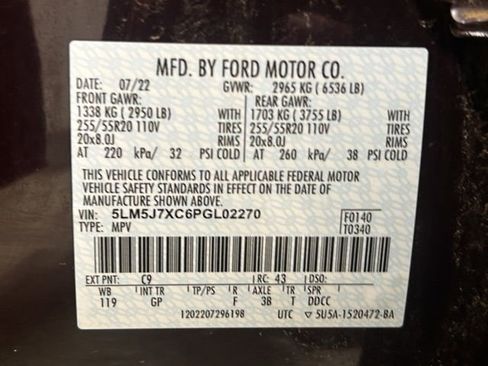 MFD. BY FORD MOTOR CO.
DATE: 07/22 GVWR: 2965 KG ( 6536 LB)
FRONT GAWR: REAR GAWR:
1338 KG ( 2950 LB) WITH 1703 KG ( 3755 LB) WITH
255/55R20 110V TIRES 255/55R20 110V TIRES
20x8.0J RIMS 20x8.0J RIMS
AT 220 kPa/ 32 PSI COLD AT 260 kPa/ 38 PSI COLD
THIS VEHICLE CONFORMS TO ALL APPLICABLE FEDERAL MOTOR
VEHICLE SAFETY STANDARDS IN EFFECT ON THE DATE OF
MANUFACTURE SHOWN ABOVE.
VIN: 5LM5J7XC6PGL02270 F0140
TYPE: MPV T0340
EXT PNT: C9 RC: 43 DSO:
WB INT TR TP/PS R AXLE TR SPR
119 GP F 3B T DDCC
1202207296198 UTC 5U5A-1520472-BA